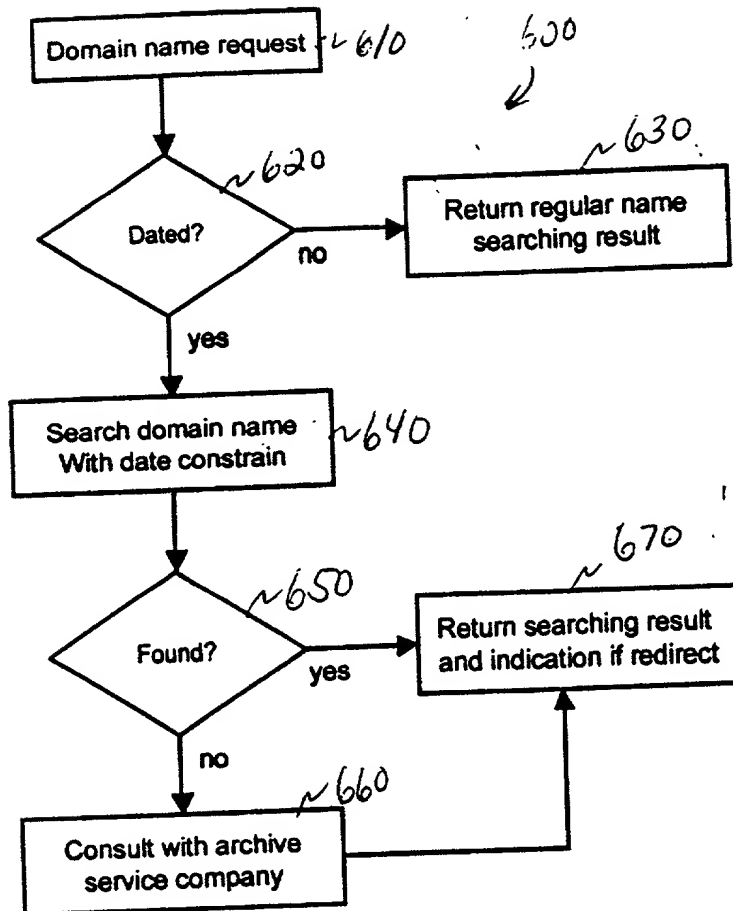 Domain name request ~610
600
~620
~630
Dated?
Return regular name
searching result
no
yes
Search domain name
With date constrain
~640
~650
~670
Found?
Return searching result
and indication if redirect
yes
no
~660
Consult with archive
service company